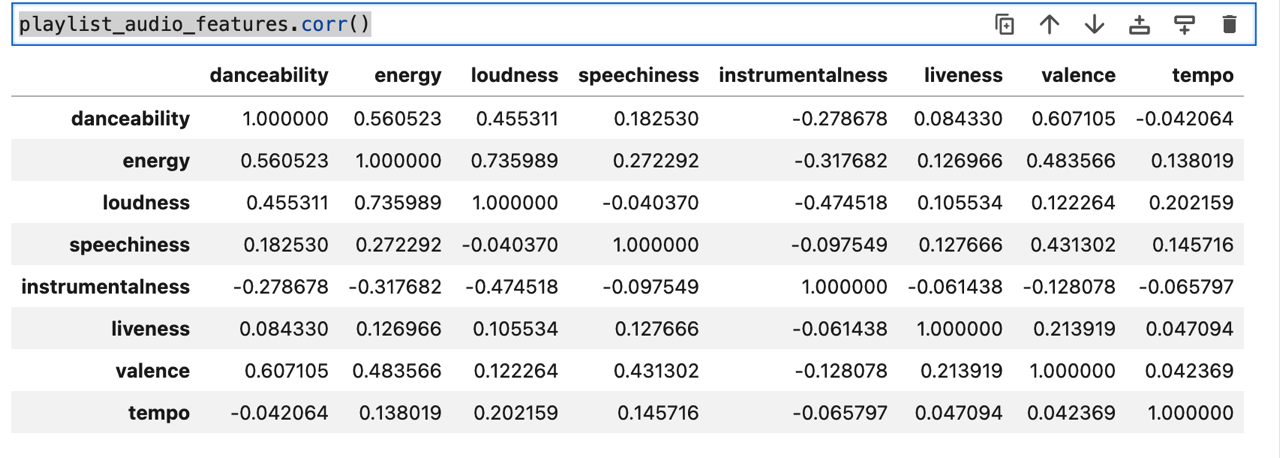 playlist_audio_features.corr()
danceability energy loudness speechiness instrumentalness liveness valence tempo
danceability 1.000000 0.560523 0.455311 0.182530 -0.278678 0.084330 0.607105 -0.042064
energy 0.560523 1.000000 0.735989 0.272292 -0.317682 0.126966 0.483566 0.138019
loudness 0.455311 0.735989 1.000000 -0.040370 -0.474518 0.105534 0.122264 0.202159
speechiness 0.182530 0.272292 -0.040370 1.000000 -0.097549 0.127666 0.431302 0.145716
instrumentalness -0.278678 -0.317682 -0.474518 -0.097549 1.000000 -0.061438 -0.128078 -0.065797
liveness 0.084330 0.126966 0.105534 0.127666 -0.061438 1.000000 0.213919 0.047094
valence 0.607105 0.483566 0.122264 0.431302 -0.128078 0.213919 1.000000 0.042369
tempo -0.042064 0.138019 0.202159 0.145716 -0.065797 0.047094 0.042369 1.000000